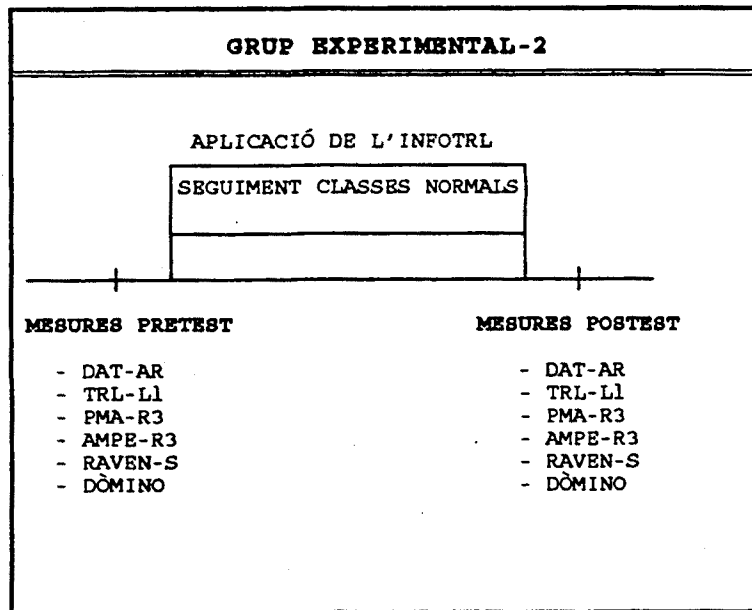 GRUP EXPERIMENTAL-2
APLICACIÓ DE L'INFOTRL
SEGUIMENT CLASSES NORMALS
MESURES PRETEST
- DAT-AR
- TRL-L1
- PMA-R3
- AMPE-R3
- RAVEN-S
- DÒMINO
MESURES POSTEST
- DAT-AR
- TRL-L1
- PMA-R3
- AMPE-R3
- RAVEN-S
- DÒMINO